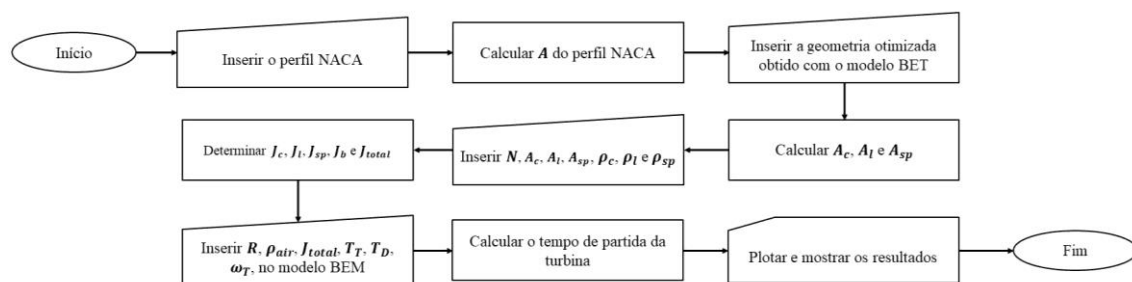 Início
Inserir o perfil NACA
Calcular A do perfil NACA
Inserir a geometria otimizada
obtido com o modelo BET
Calcular A_c, A_l e A_sp
Inserir N, A_c, A_l, A_sp, ρ_c, ρ_l e ρ_sp
Determinar J_c, J_l, J_sp, J_b e J_total
Inserir R, ρ_air, J_total, T_T, T_D,
ω_T, no modelo BEM
Calcular o tempo de partida da
turbina
Plotar e mostrar os resultados
Fim